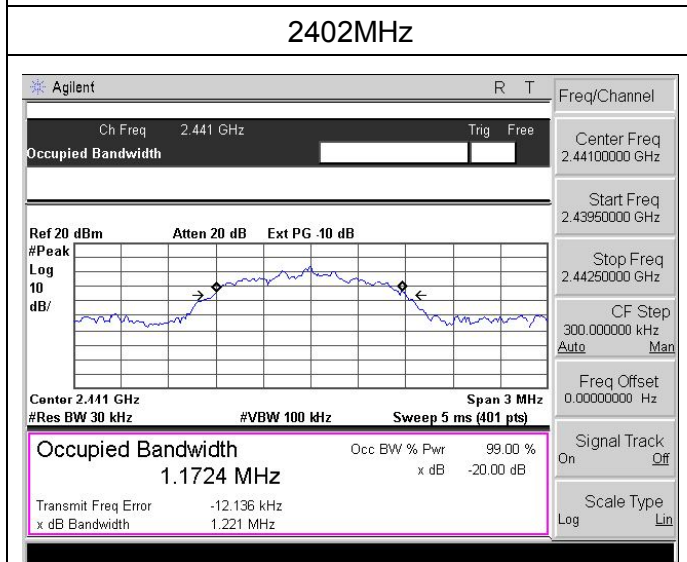 2402MHz
Agilent R T
Ch Freq 2.441 GHz Trig Free
Occupied Bandwidth
Ref 20 dBm Atten 20 dB Ext PG -10 dB
#Peak
Log
10
dB/
Center 2.441 GHz Span 3 MHz
#Res BW 30 kHz #VBW 100 kHz Sweep 5 ms (401 pts)
Occupied Bandwidth Occ BW % Pwr 99.00 %
1.1724 MHz x dB -20.00 dB
Transmit Freq Error -12.136 kHz
x dB Bandwidth 1.221 MHz
Freq/Channel
Center Freq
2.44100000 GHz
Start Freq
2.43950000 GHz
Stop Freq
2.44250000 GHz
CF Step
300.000000 kHz
Auto Man
Freq Offset
0.00000000 Hz
Signal Track
On Off
Scale Type
Log Lin